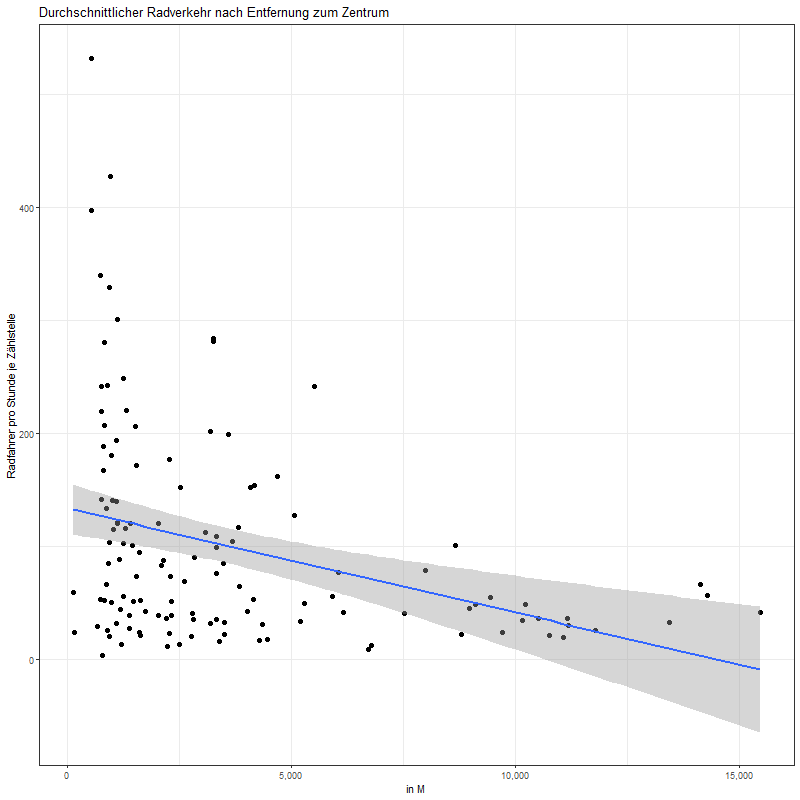 Durchschnittlicher Radverkehr nach Entfernung zum Zentrum
Radfahrer pro Stunde je Zählstelle
400
200
0
0
5,000
10,000
15,000
in M